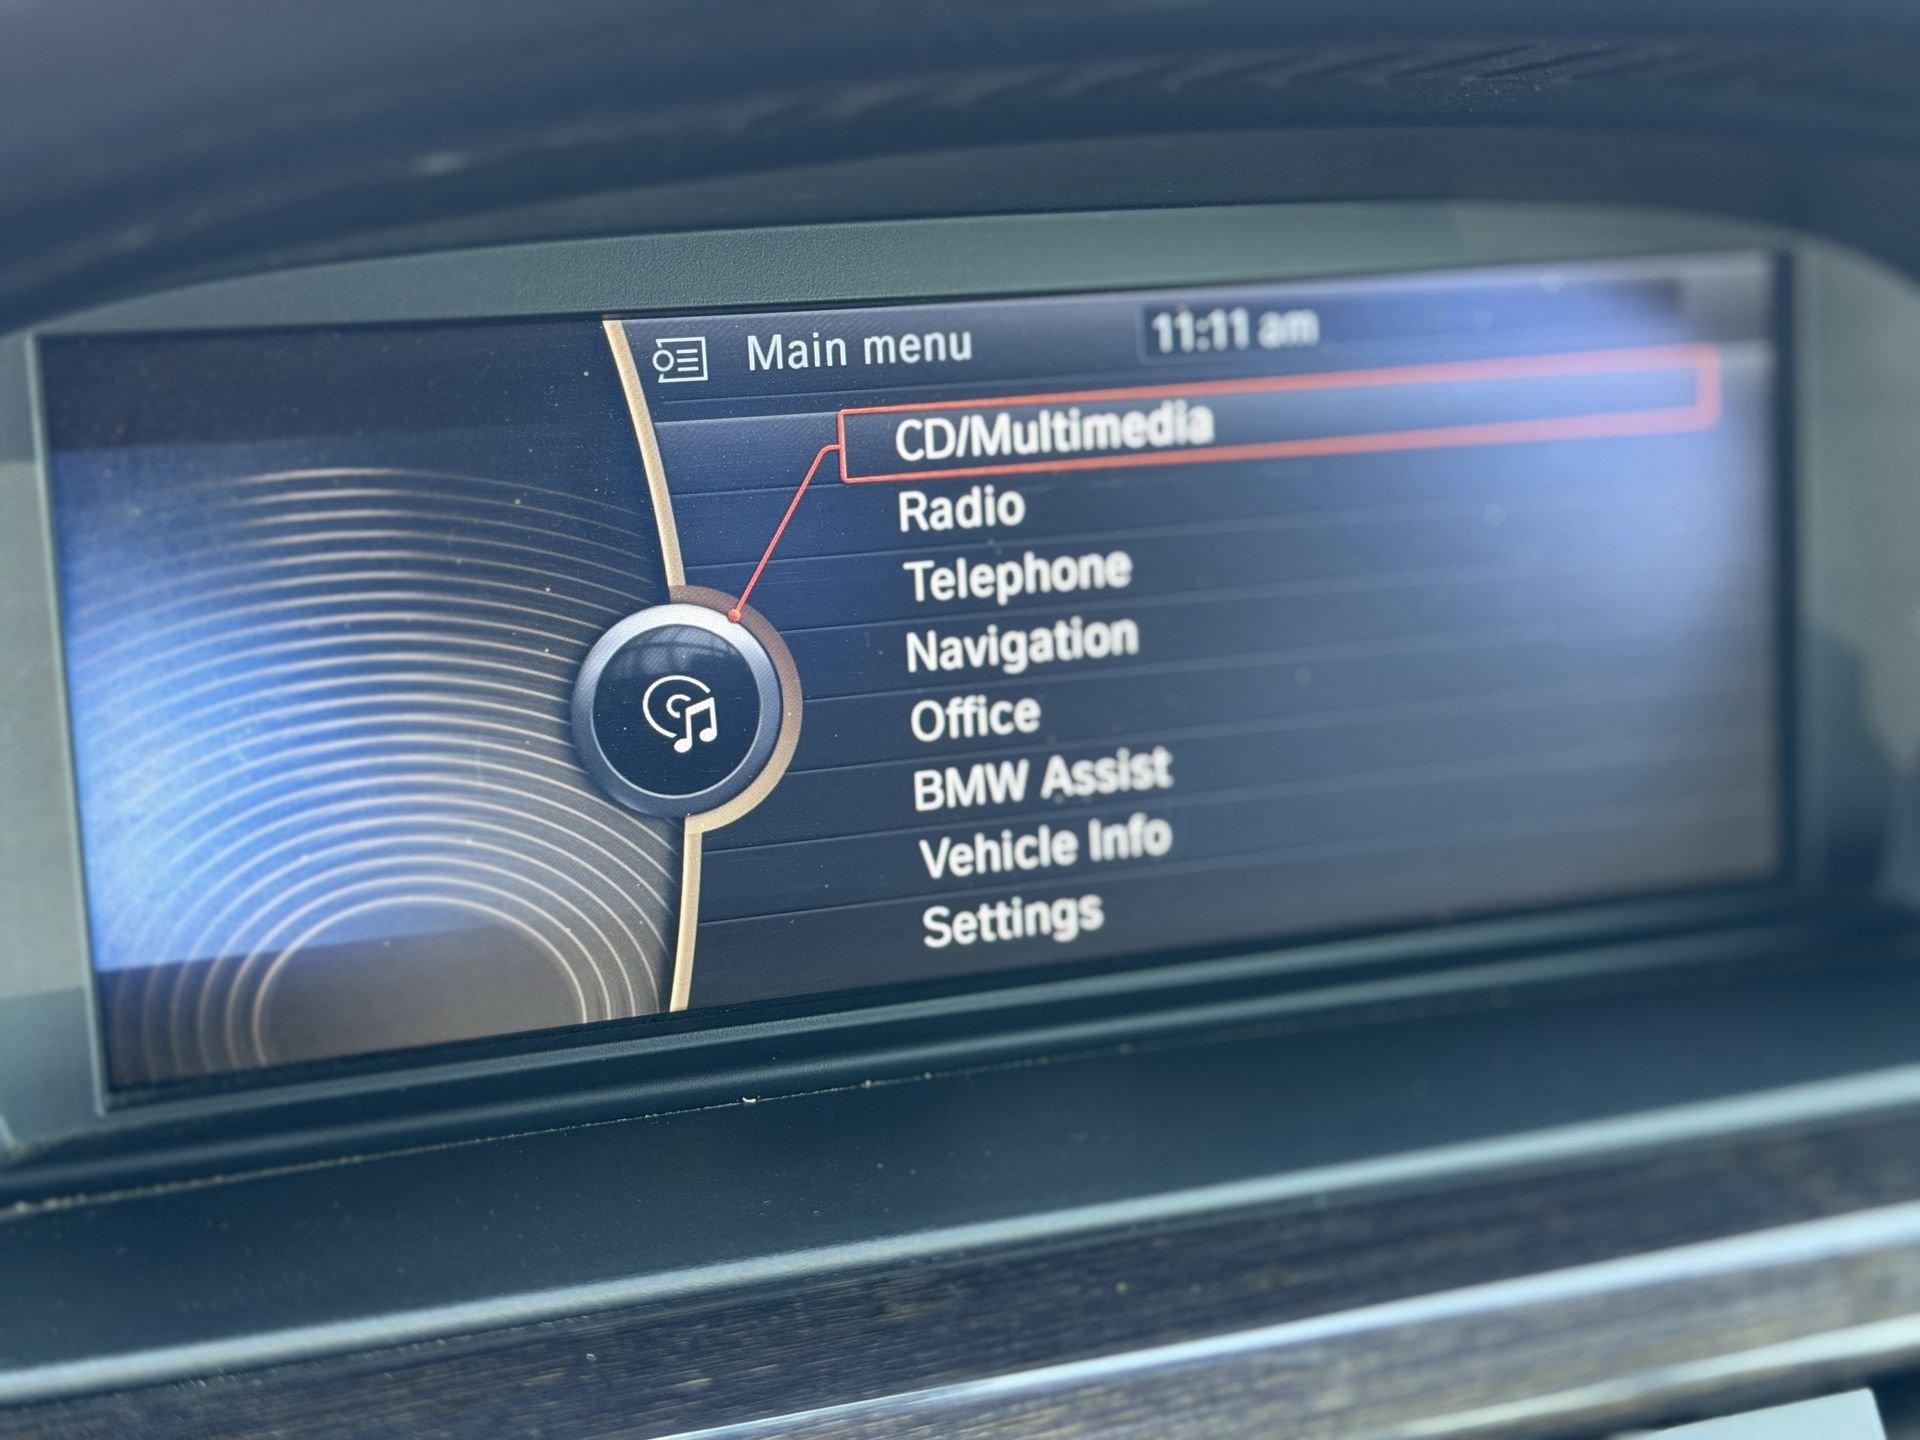 Main menu
11:11 am
CD/Multimedia
Radio
Telephone
Navigation
Office
BMW Assist
Vehicle Info
Settings